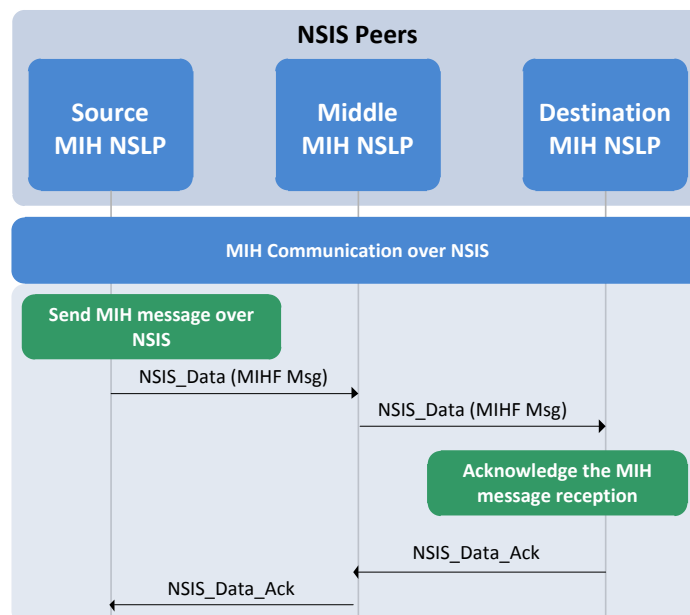 NSIS Peers
Source
MIH NSLP
Middle
MIH NSLP
Destination
MIH NSLP
MIH Communication over NSIS
Send MIH message over
NSIS
NSIS_Data (MIHF Msg)
NSIS_Data (MIHF Msg)
Acknowledge the MIH
message reception
NSIS_Data_Ack
NSIS_Data_Ack